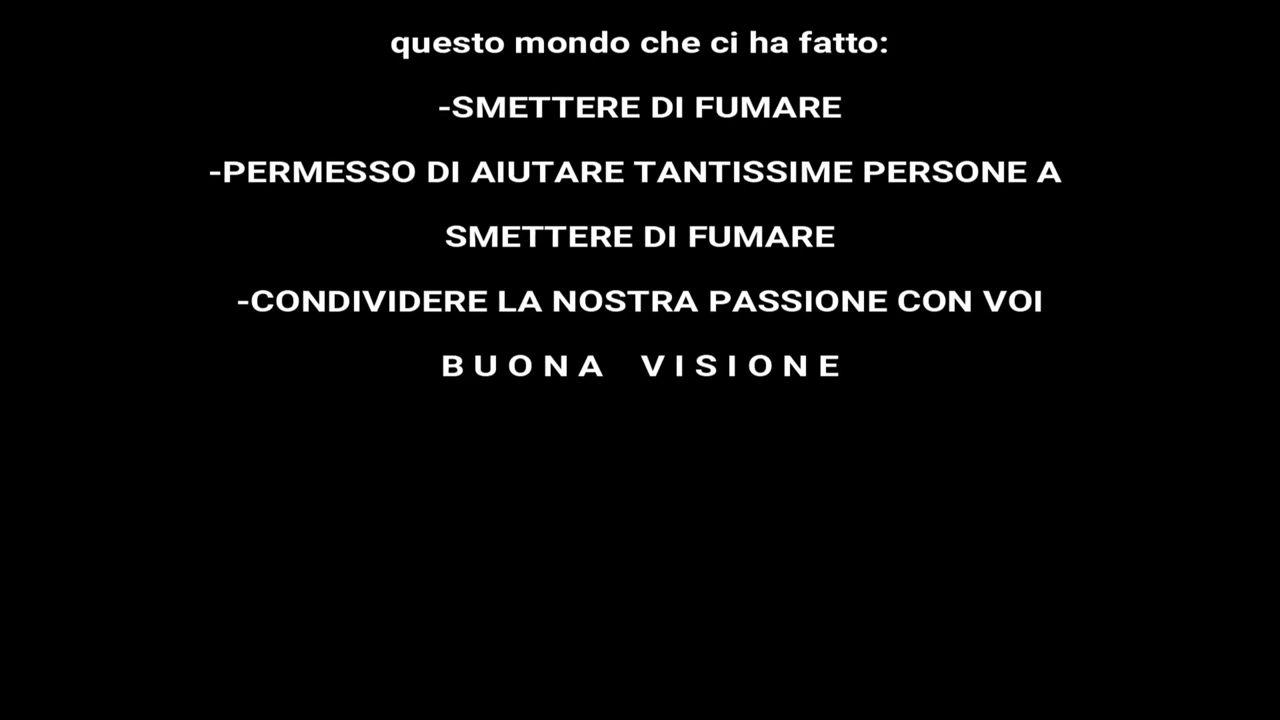 questo mondo che ci ha fatto:
-SMETTERE DI FUMARE
-PERMESSO DI AIUTARE TANTISSIME PERSONE A
SMETTERE DI FUMARE
-CONDIVIDERE LA NOSTRA PASSIONE CON VOI
B U O N A   V I S I O N E